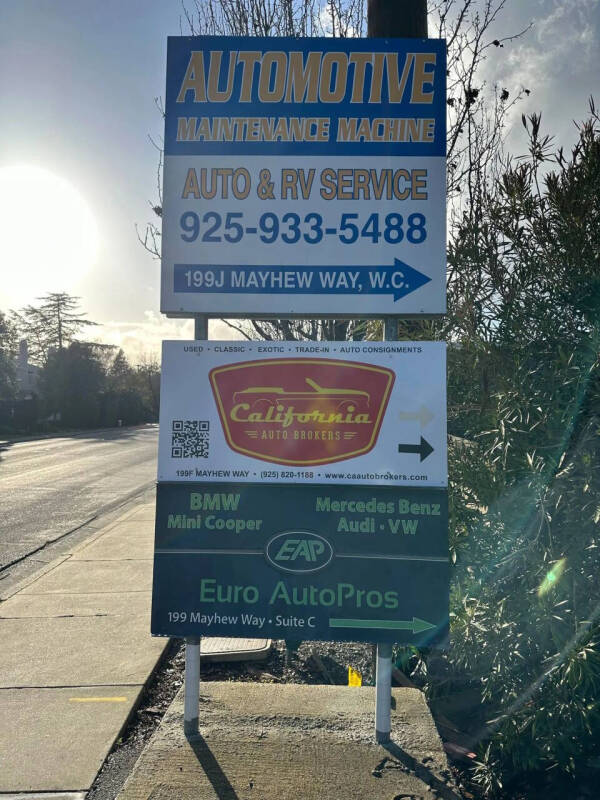 AUTOMOTIVE
MAINTENANCE MACHINE
AUTO & RV SERVICE
925-933-5488
199J MAYHEW WAY, W.C.
USED • CLASSIC • EXOTIC • TRADE-IN • AUTO CONSIGNMENTS
California
AUTO BROKERS
199F MAYHEW WAY • (925) 820-1188 • www.caautobrokers.com
BMW
Mini Cooper
Mercedes Benz
Audi • VW
EAP
Euro AutoPros
199 Mayhew Way • Suite C